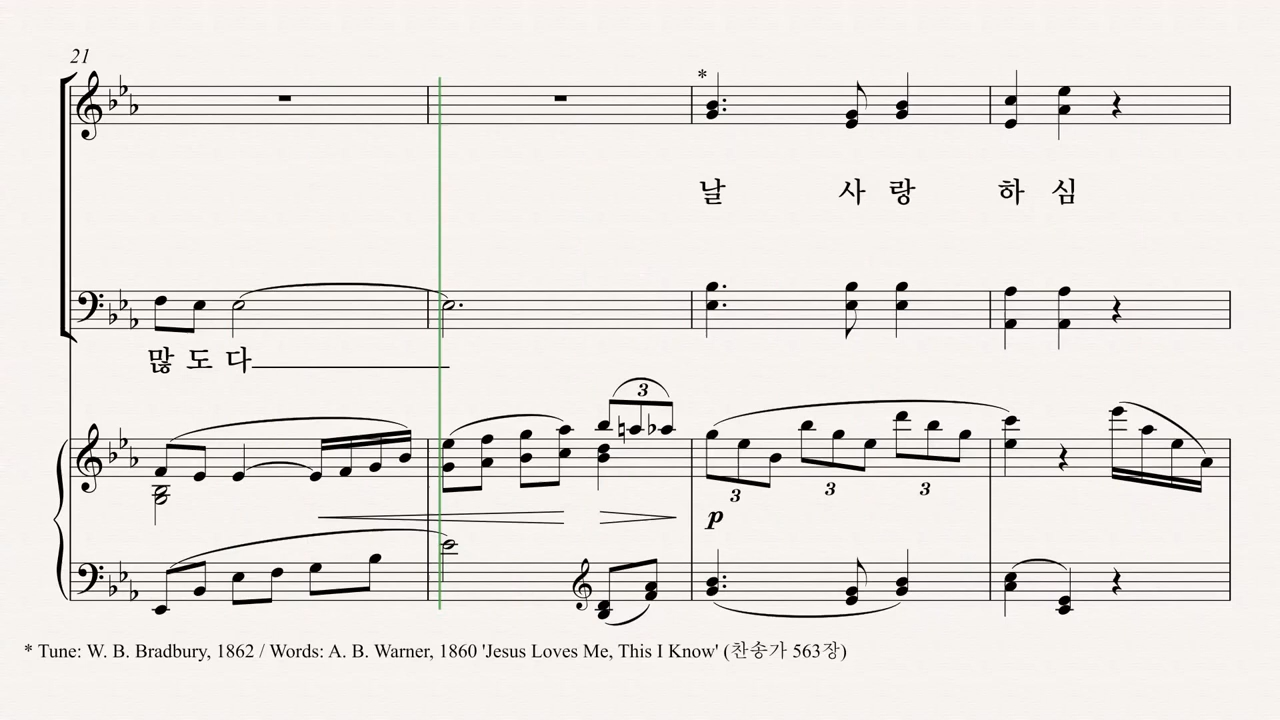 21
*
날 사 랑 하 심
많 도 다
3
3 3 3
p
* Tune: W. B. Bradbury, 1862 / Words: A. B. Warner, 1860 'Jesus Loves Me, This I Know' (찬송가 563장)